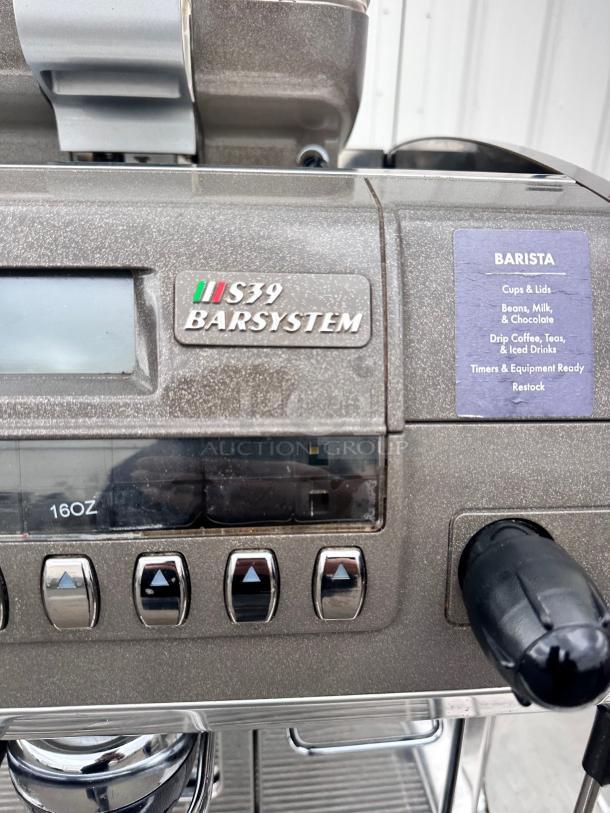 S39
BARSYSTEM
BARISTA
Cups & Lids
Beans, Milk,
& Chocolate
Drip Coffee, Teas,
& Iced Drinks
Timers & Equipment Ready
Restock
AUCTION GROUP
16OZ